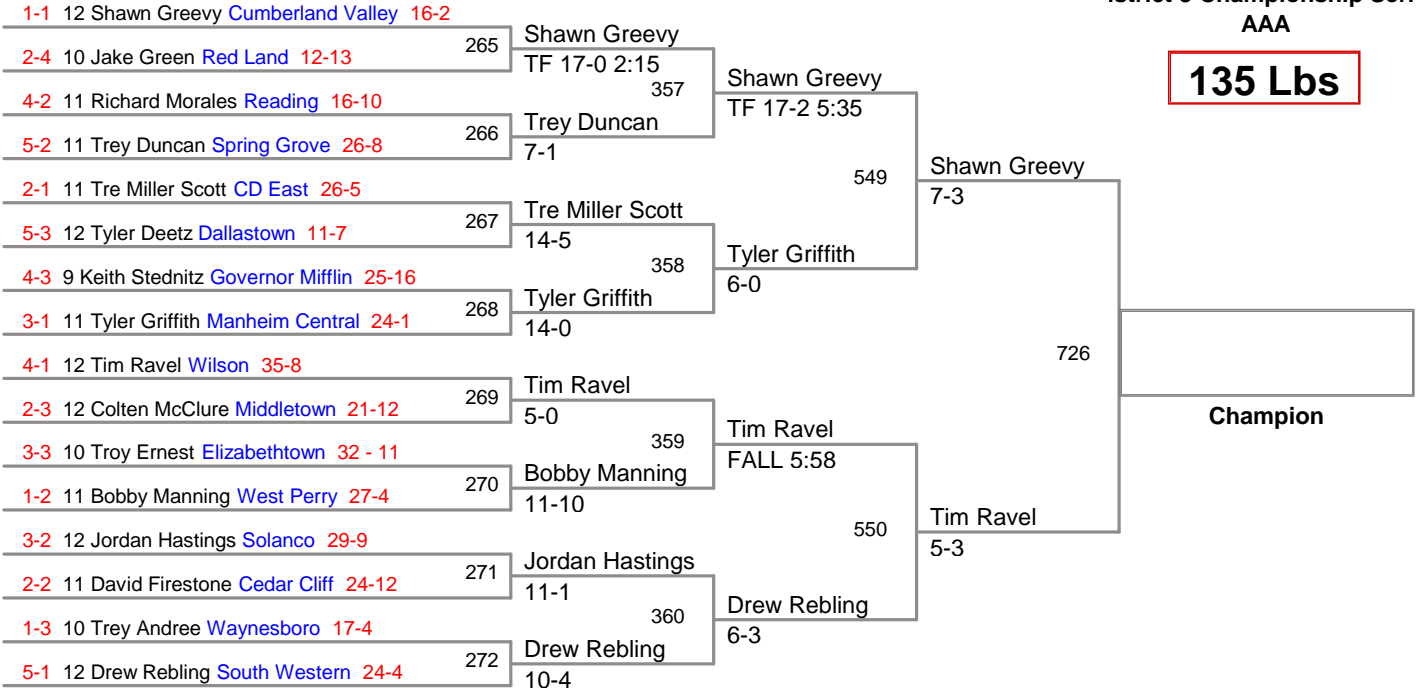 istrict 3 Championship Seri
AAA
135 Lbs
1-1 12 Shawn Greevy Cumberland Valley 16-2
2-4 10 Jake Green Red Land 12-13
4-2 11 Richard Morales Reading 16-10
5-2 11 Trey Duncan Spring Grove 26-8
2-1 11 Tre Miller Scott CD East 26-5
5-3 12 Tyler Deetz Dallastown 11-7
4-3 9 Keith Stednitz Governor Mifflin 25-16
3-1 11 Tyler Griffith Manheim Central 24-1
4-1 12 Tim Ravel Wilson 35-8
2-3 12 Colten McClure Middletown 21-12
3-3 10 Troy Ernest Elizabethtown 32 - 11
1-2 11 Bobby Manning West Perry 27-4
3-2 12 Jordan Hastings Solanco 29-9
2-2 11 David Firestone Cedar Cliff 24-12
1-3 10 Trey Andree Waynesboro 17-4
5-1 12 Drew Rebling South Western 24-4
265
266
267
268
269
270
271
272
Shawn Greevy
TF 17-0 2:15
Trey Duncan
7-1
Tre Miller Scott
14-5
Tyler Griffith
14-0
Tim Ravel
5-0
Bobby Manning
11-10
Jordan Hastings
11-1
Drew Rebling
10-4
357
358
359
360
Shawn Greevy
TF 17-2 5:35
Tyler Griffith
6-0
Tim Ravel
FALL 5:58
Drew Rebling
6-3
549
550
Shawn Greevy
7-3
Tim Ravel
5-3
726
Champion